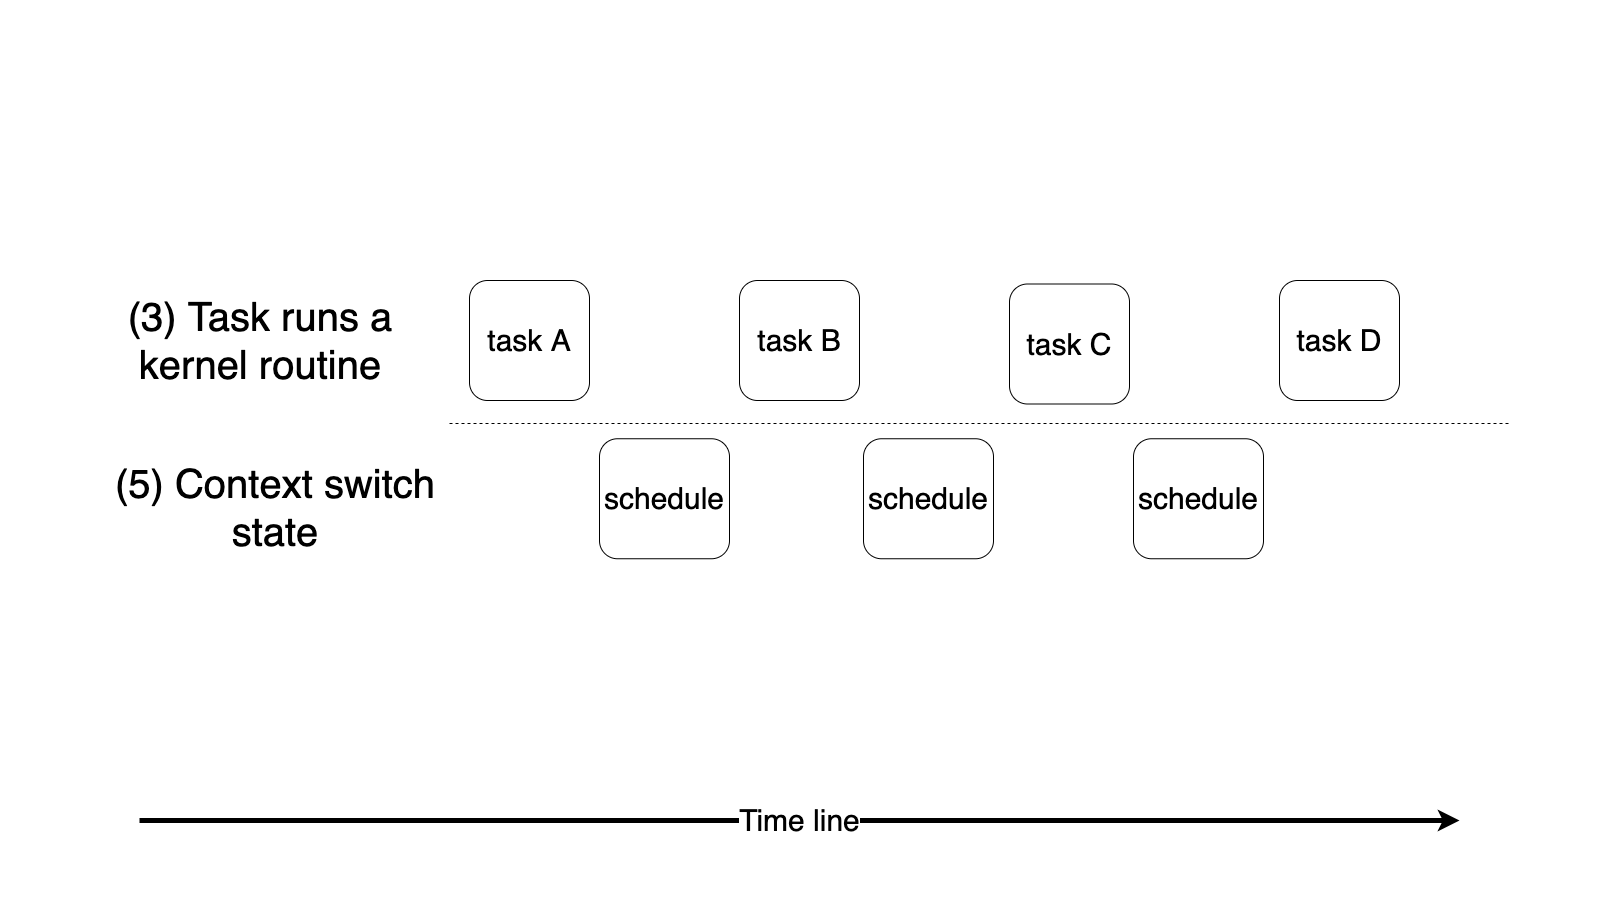 (3) Task runs a
kernel routine
task A
task B
task C
task D
(5) Context switch
state
schedule
schedule
schedule
Time line